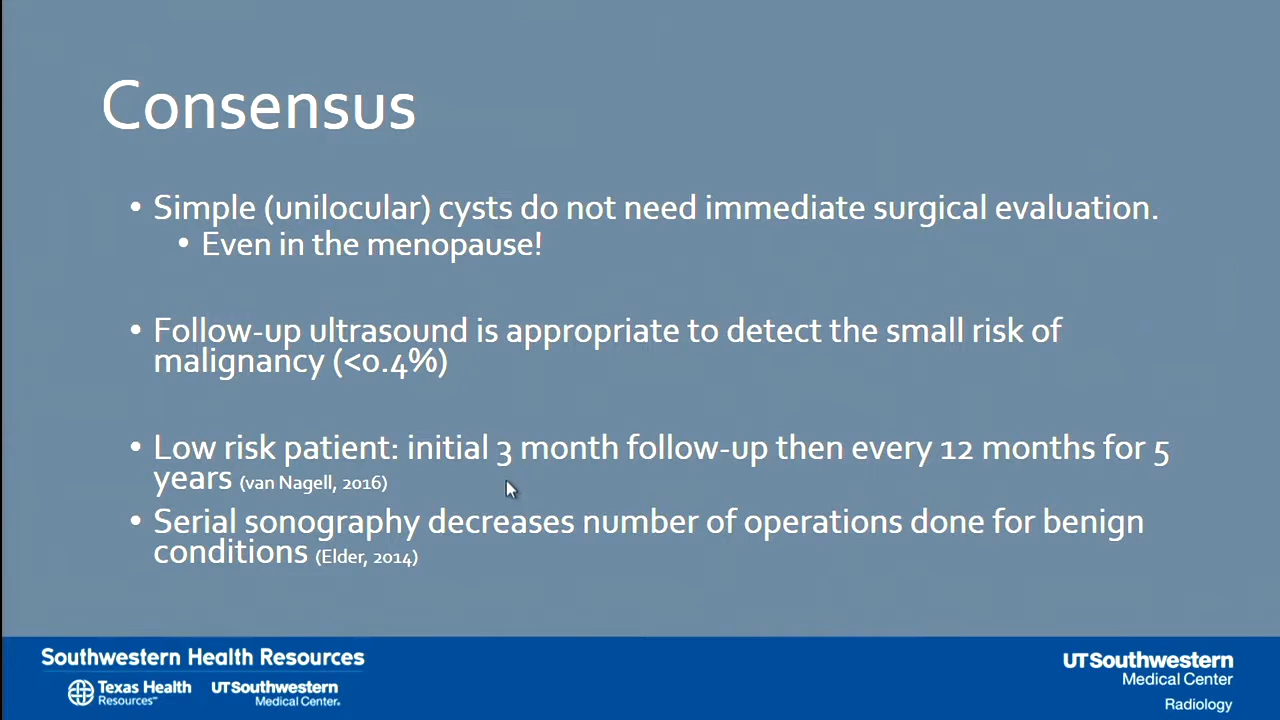 Consensus
• Simple (unilocular) cysts do not need immediate surgical evaluation.
• Even in the menopause!
• Follow-up ultrasound is appropriate to detect the small risk of
malignancy (<0.4%)
• Low risk patient: initial 3 month follow-up then every 12 months for 5
years (van Nagell, 2016)
• Serial sonography decreases number of operations done for benign
conditions (Elder, 2014)
Southwestern Health Resources
Texas Health
Resources℠
UTSouthwestern
Medical Center.
UTSouthwestern
Medical Center
Radiology